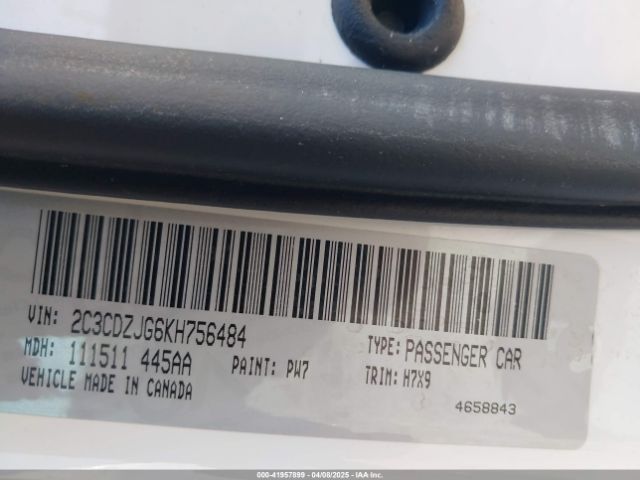 VIN: 2C3CDZJG6KH756484
MDH: 111511 445AA
PAINT: PW7
VEHICLE MADE IN CANADA
TYPE: PASSENGER CAR
TRIM: H7X9
4658843
000-41957899 | 04/08/2025 - IAA Inc.